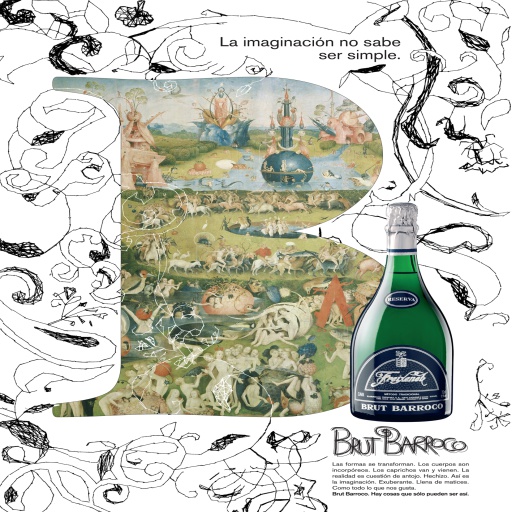 La imaginación no sabe
ser simple.
RESERVA
Freixenet
BRUT BARROCO
BRUT BARROCO
Las formas se transforman. Los cuerpos son
incorpóreos. Los caprichos van y vienen. La
realidad es cuestión de antojo. Hechizo. Así es
la imaginación. Exuberante. Llena de matices.
Como todo lo que nos gusta.
Brut Barroco. Hay cosas que sólo pueden ser así.